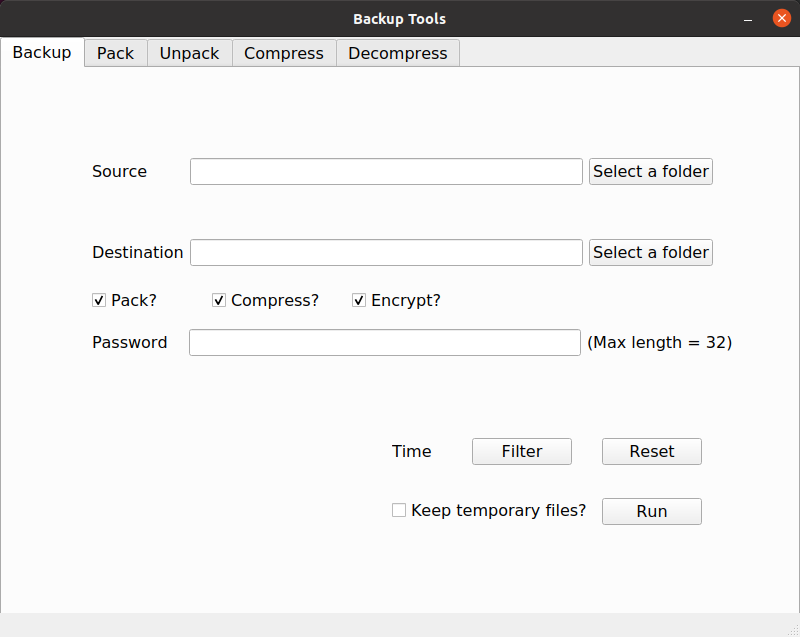 Backup Tools
Backup Pack Unpack Compress Decompress
Source Select a folder
Destination Select a folder
Pack? Compress? Encrypt?
Password (Max length = 32)
Time Filter Reset
Keep temporary files? Run